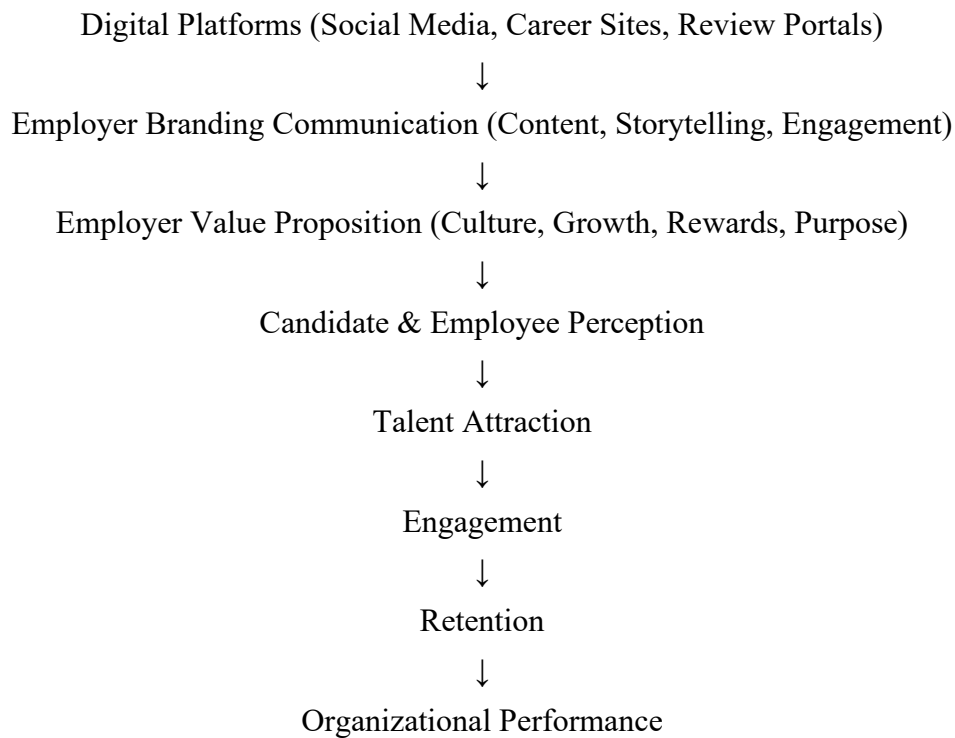 Digital Platforms (Social Media, Career Sites, Review Portals)
↓
Employer Branding Communication (Content, Storytelling, Engagement)
↓
Employer Value Proposition (Culture, Growth, Rewards, Purpose)
↓
Candidate & Employee Perception
↓
Talent Attraction
↓
Engagement
↓
Retention
↓
Organizational Performance